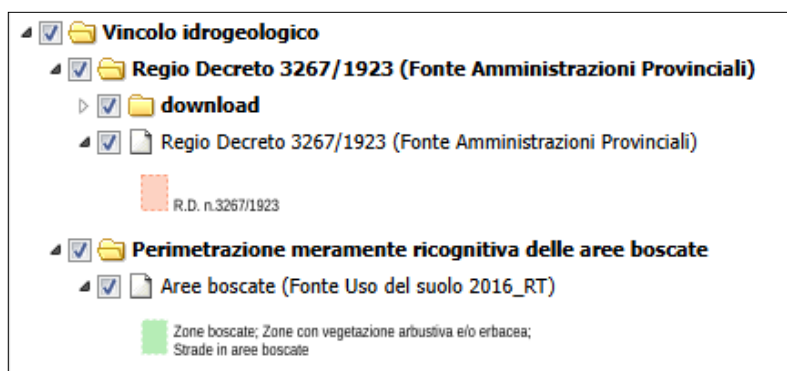 Vincolo idrogeologico
Regio Decreto 3267/1923 (Fonte Amministrazioni Provinciali)
download
Regio Decreto 3267/1923 (Fonte Amministrazioni Provinciali)
R.D. n.3267/1923
Perimetrazione meramente ricognitiva delle aree boscate
Aree boscate (Fonte Uso del suolo 2016_RT)
Zone boscate; Zone con vegetazione arbustiva e/o erbacea;
Strade in aree boscate